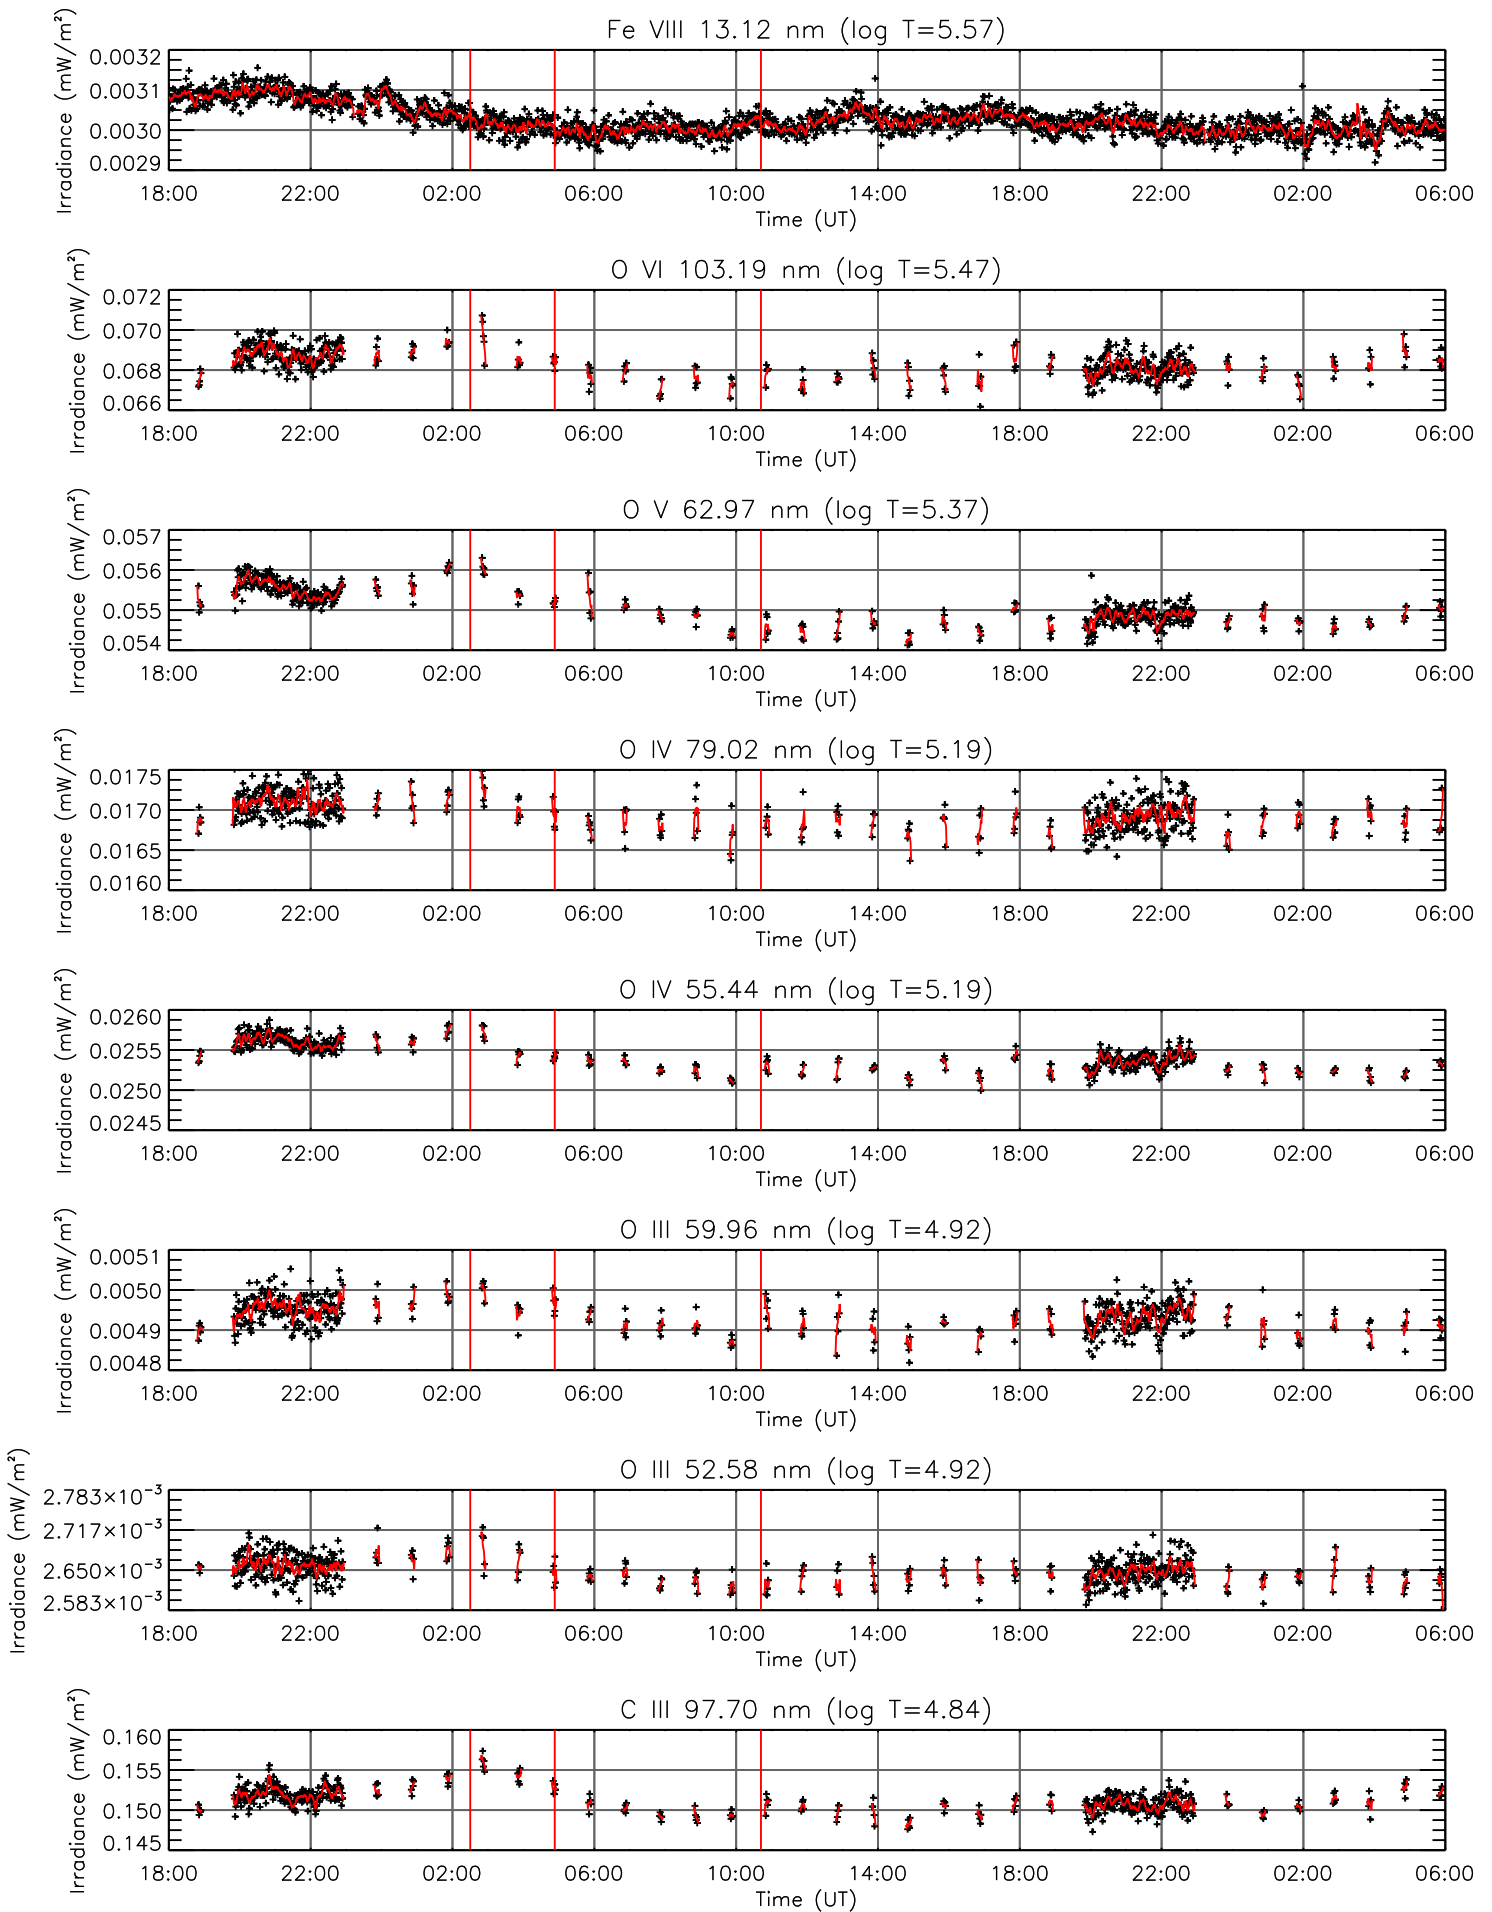 Fe VIII 13.12 nm (log T=5.57)
Irradiance (mW/m²)
0.0032
0.0031
0.0030
0.0029
18:00 22:00 02:00 06:00 10:00 14:00 18:00 22:00 02:00 06:00
Time (UT)
O VI 103.19 nm (log T=5.47)
Irradiance (mW/m²)
0.072
0.070
0.068
0.066
18:00 22:00 02:00 06:00 10:00 14:00 18:00 22:00 02:00 06:00
Time (UT)
O V 62.97 nm (log T=5.37)
Irradiance (mW/m²)
0.057
0.056
0.055
0.054
18:00 22:00 02:00 06:00 10:00 14:00 18:00 22:00 02:00 06:00
Time (UT)
O IV 79.02 nm (log T=5.19)
Irradiance (mW/m²)
0.0175
0.0170
0.0165
0.0160
18:00 22:00 02:00 06:00 10:00 14:00 18:00 22:00 02:00 06:00
Time (UT)
O IV 55.44 nm (log T=5.19)
Irradiance (mW/m²)
0.0260
0.0255
0.0250
0.0245
18:00 22:00 02:00 06:00 10:00 14:00 18:00 22:00 02:00 06:00
Time (UT)
O III 59.96 nm (log T=4.92)
Irradiance (mW/m²)
0.0051
0.0050
0.0049
0.0048
18:00 22:00 02:00 06:00 10:00 14:00 18:00 22:00 02:00 06:00
Time (UT)
O III 52.58 nm (log T=4.92)
Irradiance (mW/m²)
2.783×10⁻³
2.717×10⁻³
2.650×10⁻³
2.583×10⁻³
18:00 22:00 02:00 06:00 10:00 14:00 18:00 22:00 02:00 06:00
Time (UT)
C III 97.70 nm (log T=4.84)
Irradiance (mW/m²)
0.160
0.155
0.150
0.145
18:00 22:00 02:00 06:00 10:00 14:00 18:00 22:00 02:00 06:00
Time (UT)